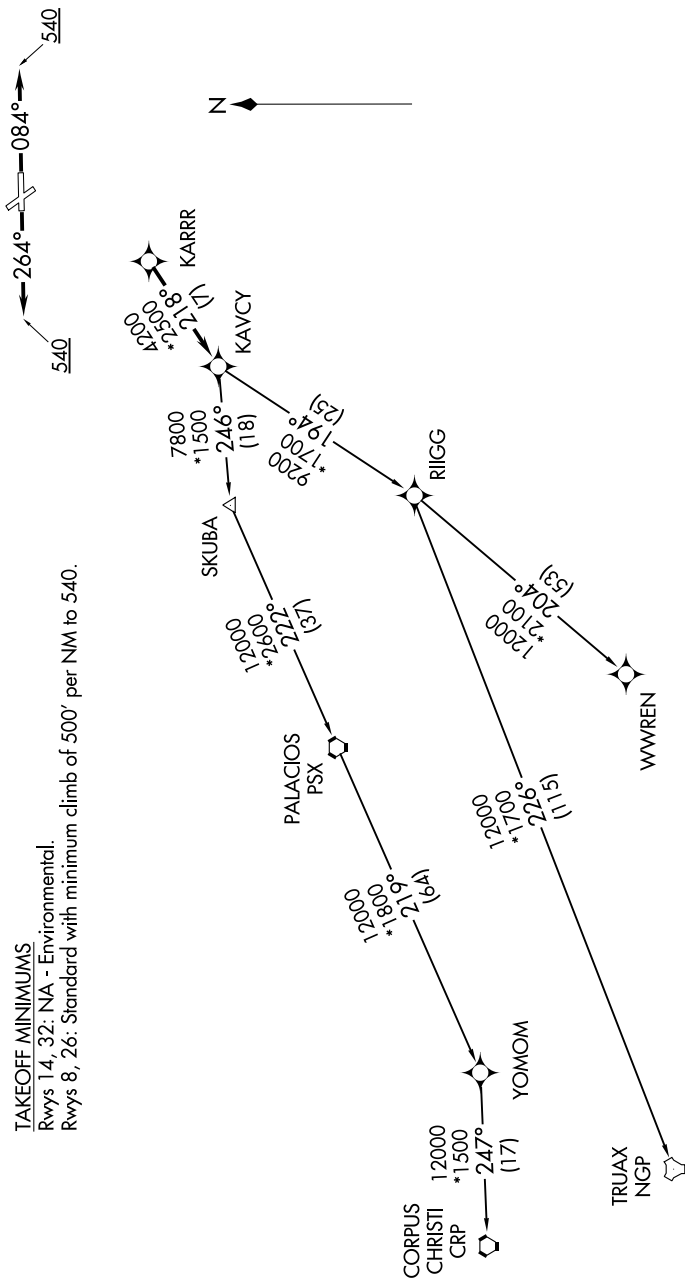 TAKEOFF MINIMUMS
Rwys 14, 32: NA - Environmental.
Rwys 8, 26: Standard with minimum climb of 500' per NM to 540.
540
264°
084°
540
N
KARRR
4200
*2500
218°
(7)
KAVCY
7800
*1500
246°
(18)
SKUBA
9200
*1700
194°
(25)
RIIGG
12000
*2600
222°
(37)
PALACIOS
PSX
12000
*2100
204°
(53)
WWREN
12000
*1800
219°
(64)
YOMOM
12000
*1700
226°
(115)
TRUAX
NGP
12000
*1500
247°
(17)
CORPUS
CHRISTI
CRP